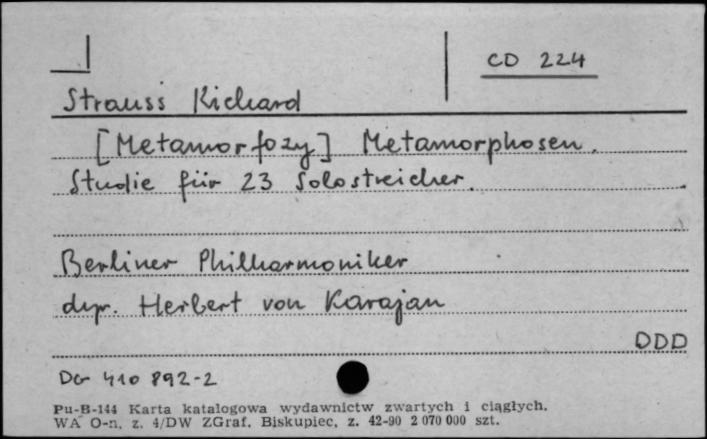 CD 224
Strauss Richard
[Metamorfozy] Metamorphosen.
Studie für 23 Solostreicher.
Berliner Philharmoniker
dyr. Herbert von Karajan
DDD
DG 410 892-2
Pu-B-144 Karta katalogowa wydawnictw zwartych i ciągłych.
WA O-n. z. 4/DW ZGraf. Biskupiec, z. 42-90 2 070 000 szt.